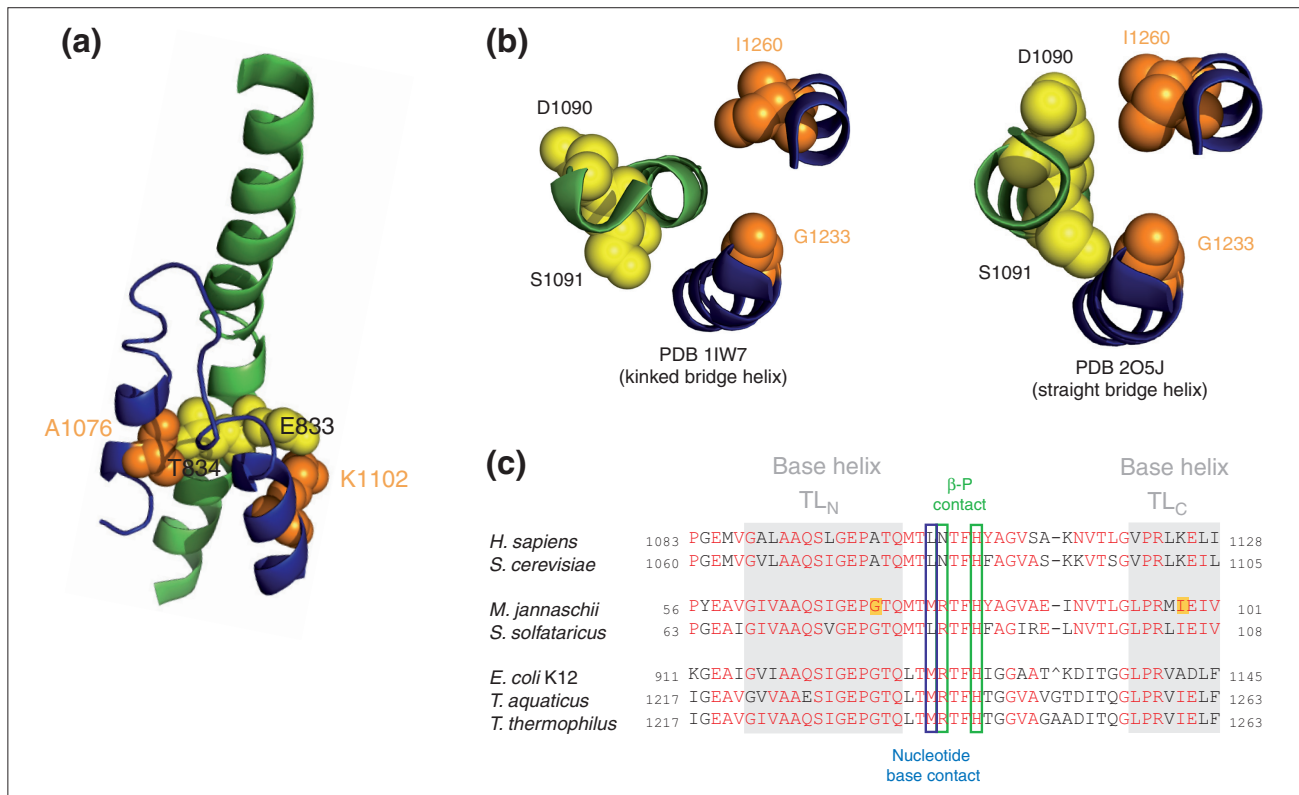 (a)
A1076
T834
E833
K1102
(b)
D1090
I1260
S1091
G1233
PDB 1IW7
(kinked bridge helix)
D1090
I1260
S1091
G1233
PDB 2O5J
(straight bridge helix)
(c)
Base helix
TLN
β-P
contact
Base helix
TLC
H. sapiens 1083 PGEMVGALAAQSLGEPATQMTLNTFHYAGVSA-KNVTLGVPRLKELI 1128
S. cerevisiae 1060 PGEMVGVLAAQSIGEPATQMTLNTFHFAGVAS-KKVTSGVPRLKEIL 1105
M. jannaschii 56 PYEAVGIVAAQSIGEPGTQMTMRTFHYAGVAE-INVTLGLPRMIEIV 101
S. solfataricus 63 PGEAIGIVAAQSVGEPGTQMTLRTFHFAGIRE-LNVTLGLPRLIEIV 108
E. coli K12 911 KGEAIGVIAAQSIGEPGTQLTMRTFHIGGAAT^KDITGGLPRVADLF 1145
T. aquaticus 1217 IGEAVGVVAAESIGEPGTQLTMRTFHTGGVAVGTDITQGLPRVIELF 1263
T. thermophilus 1217 IGEAVGIVAAQSIGEPGTQLTMRTFHTGGVAGAADITQGLPRVIELF 1263
Nucleotide
base contact